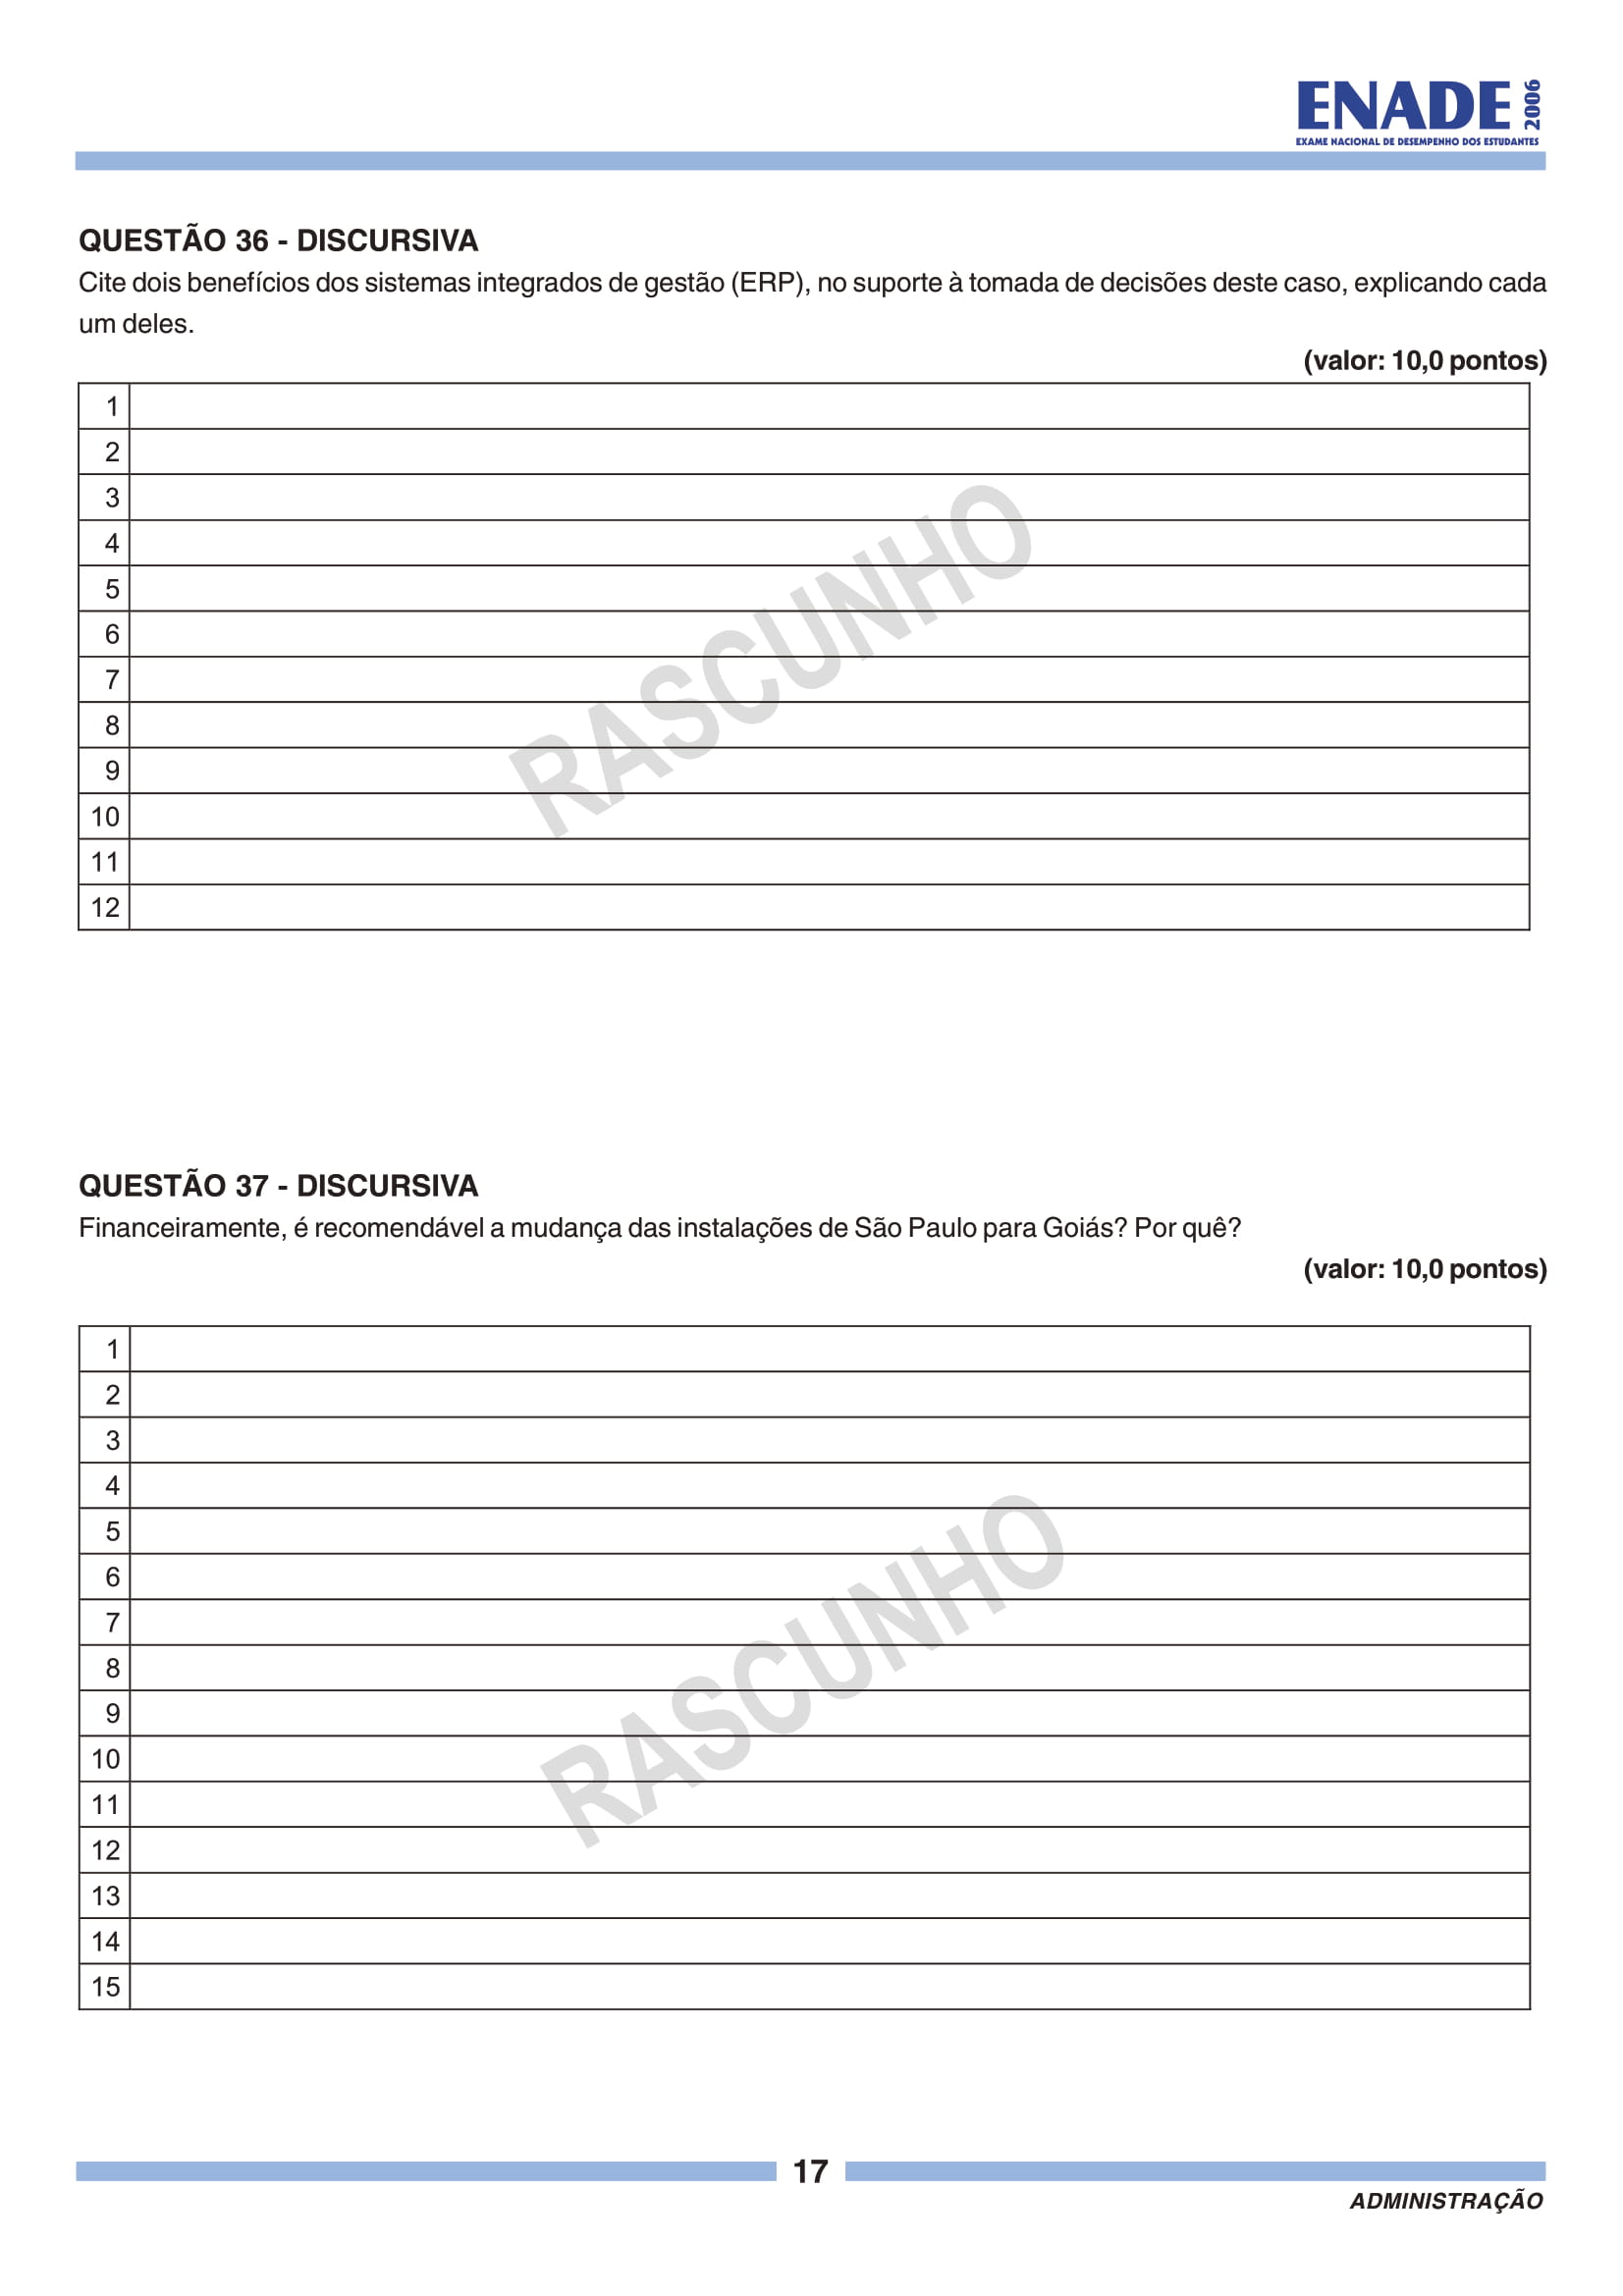 ENADE 2006
EXAME NACIONAL DE DESEMPENHO DOS ESTUDANTES
QUESTÃO 36 - DISCURSIVA
Cite dois benefícios dos sistemas integrados de gestão (ERP), no suporte à tomada de decisões deste caso, explicando cada
um deles.
(valor: 10,0 pontos)
1
2
3
4
5
6
7
8
9
10
11
12
RASCUNHO
QUESTÃO 37 - DISCURSIVA
Financeiramente, é recomendável a mudança das instalações de São Paulo para Goiás? Por quê?
(valor: 10,0 pontos)
1
2
3
4
5
6
7
8
9
10
11
12
13
14
15
RASCUNHO
17
ADMINISTRAÇÃO